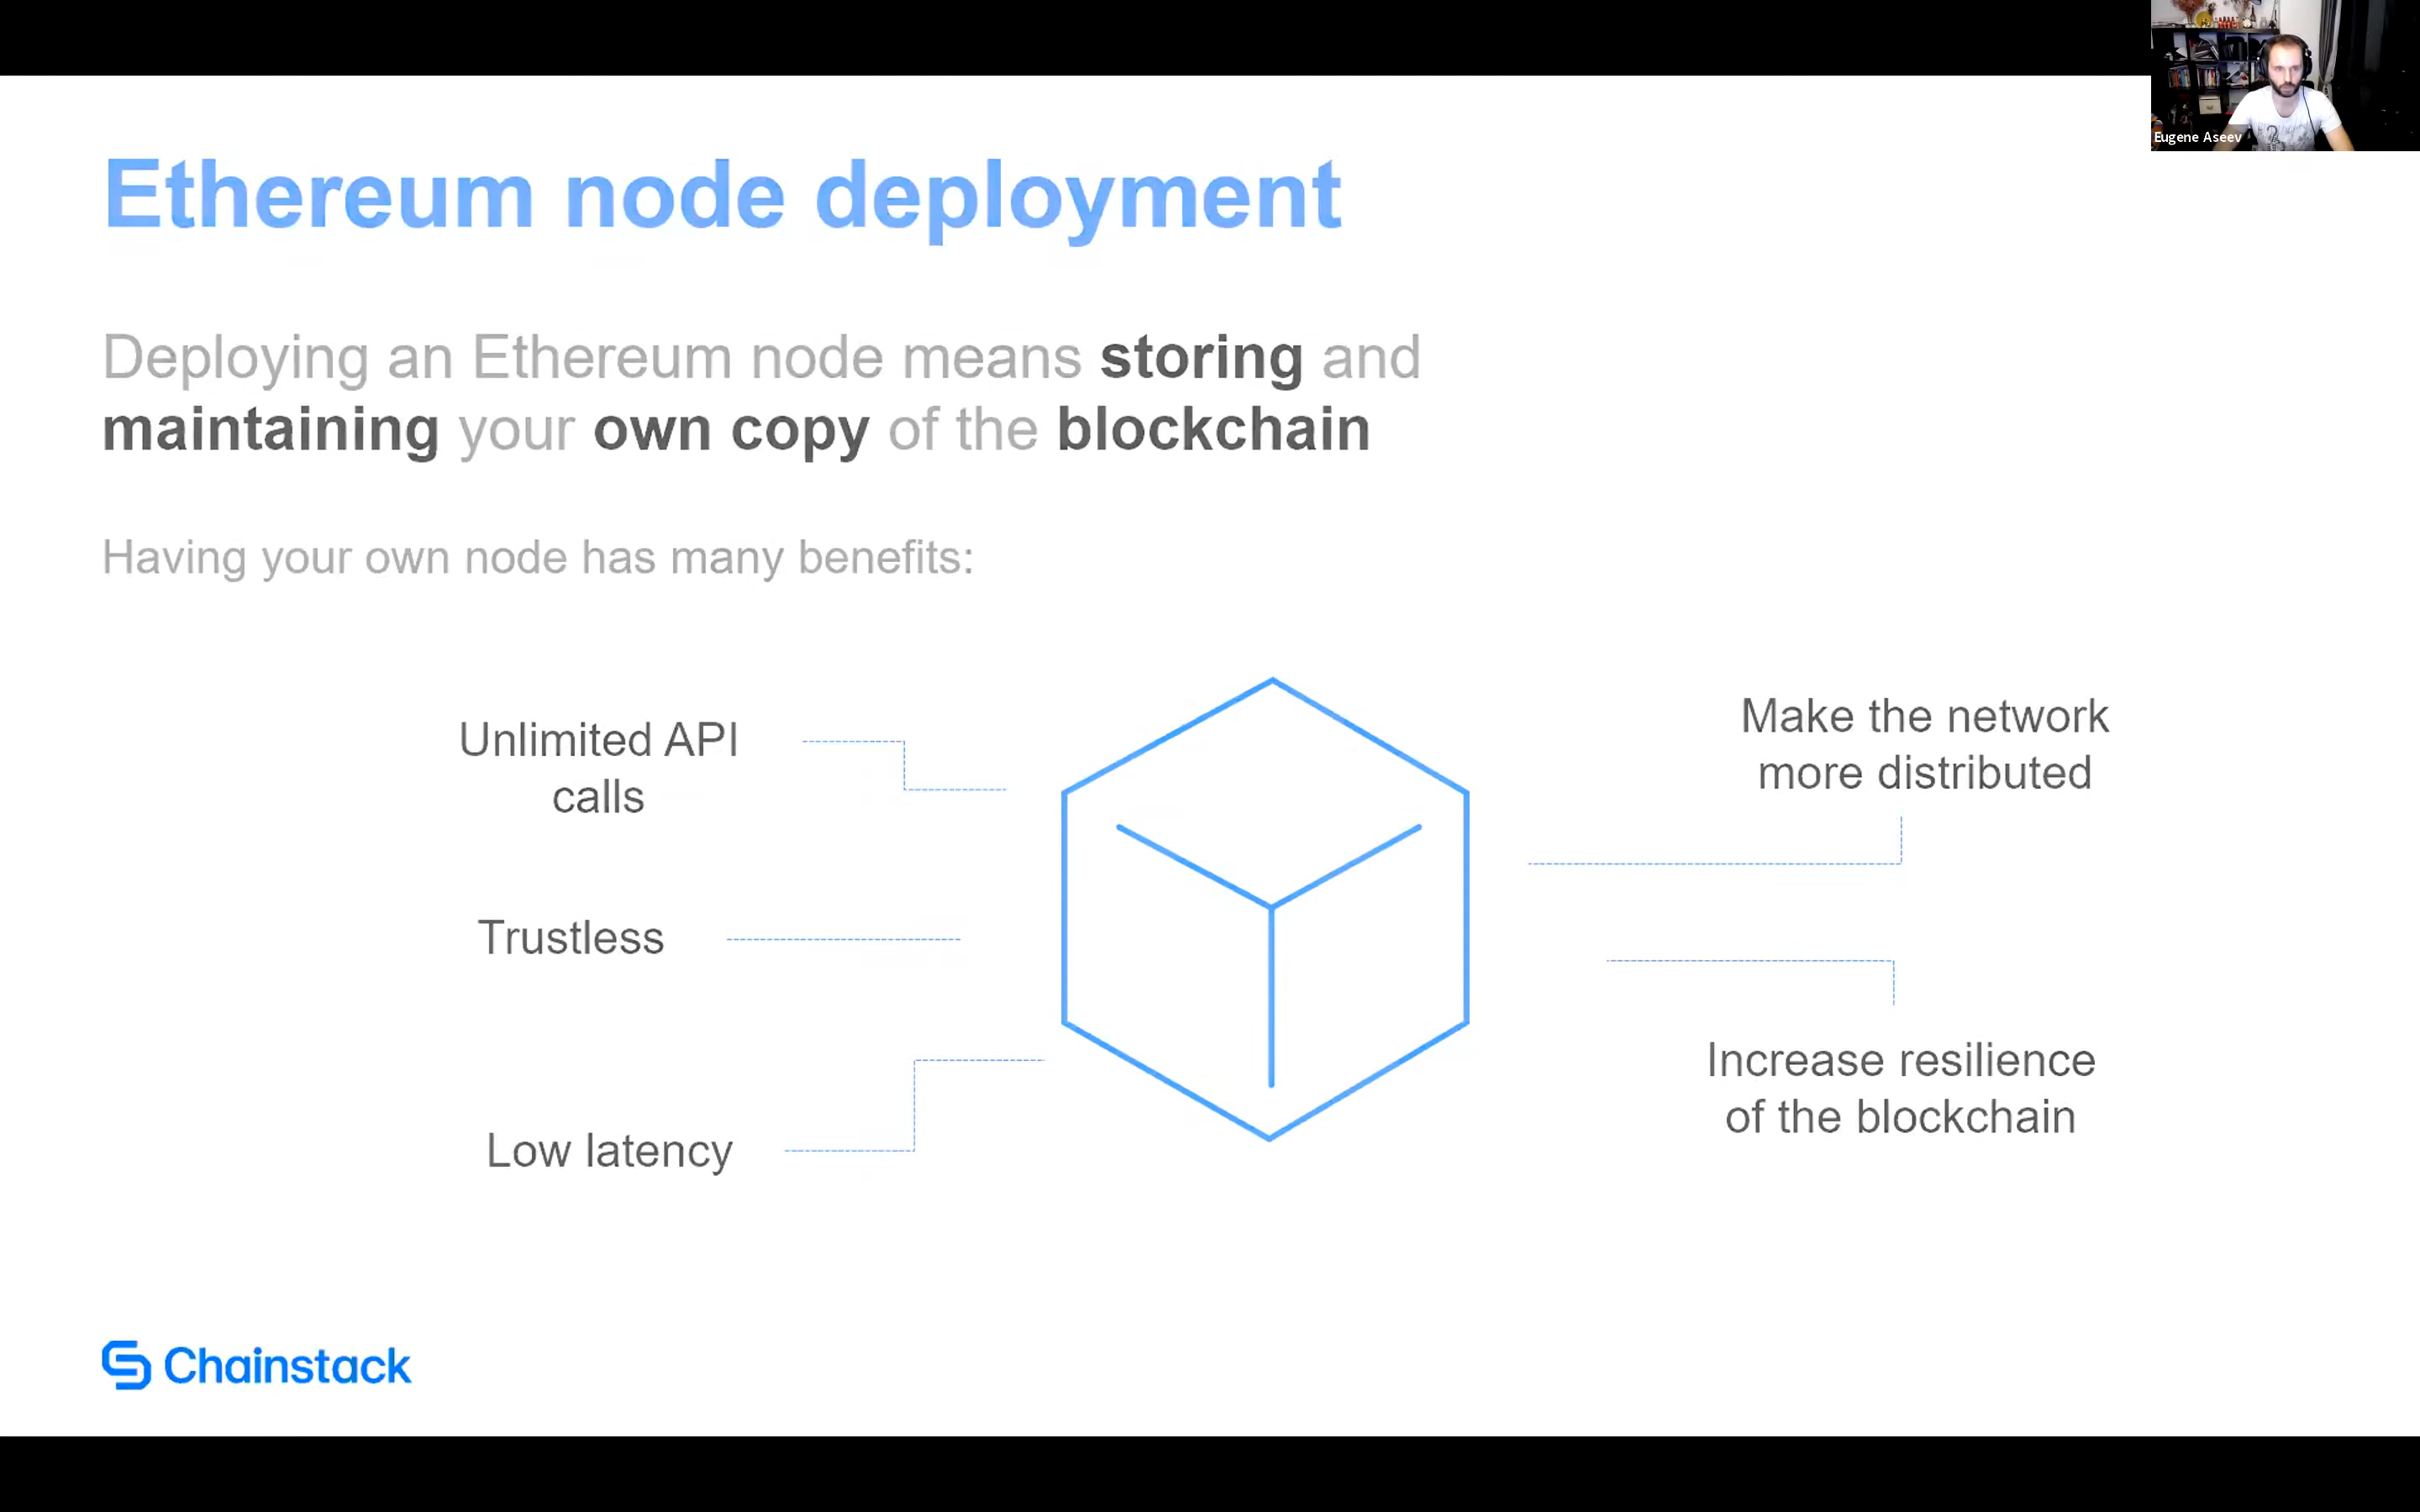 Eugene Aseev
Ethereum node deployment
Deploying an Ethereum node means storing and
maintaining your own copy of the blockchain
Having your own node has many benefits:
Unlimited API
calls
Trustless
Low latency
Make the network
more distributed
Increase resilience
of the blockchain
Chainstack